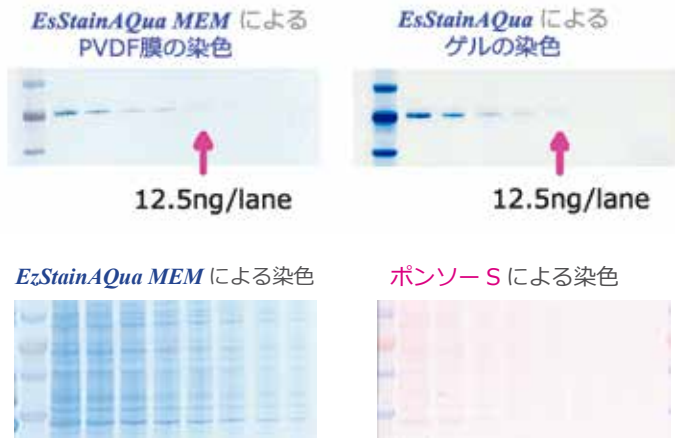 EsStainAQua MEM による
PVDF膜の染色
EsStainAQua による
ゲルの染色
12.5ng/lane
12.5ng/lane
EzStainAQua MEM による染色
ポンソー S による染色